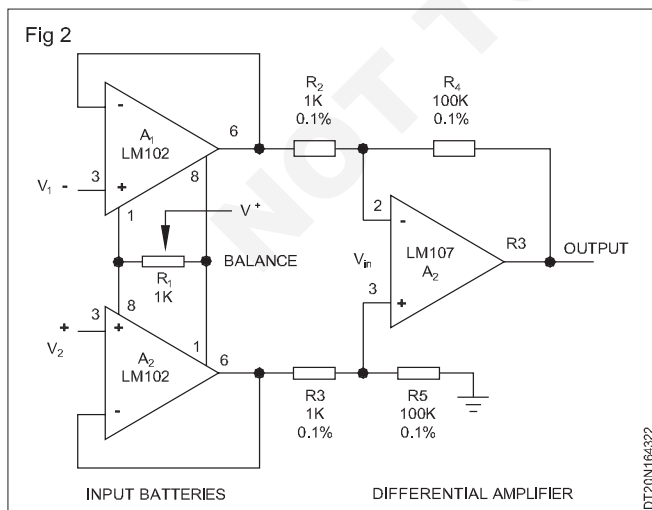 Fig 2
R2
1K
0.1%
R4
100K
0.1%
-
A1
LM102
6
8
3
+
V1 -
1
V+
2
-
R3
OUTPUT
LM107
A2
Vin
3
+
BALANCE
R1
1K
8
3
+
+
V2
1
6
A2
LM102
-
R3
1K
0.1%
R5
100K
0.1%
INPUT BATTERIES
DIFFERENTIAL AMPLIFIER
DT20N164322
NOT T